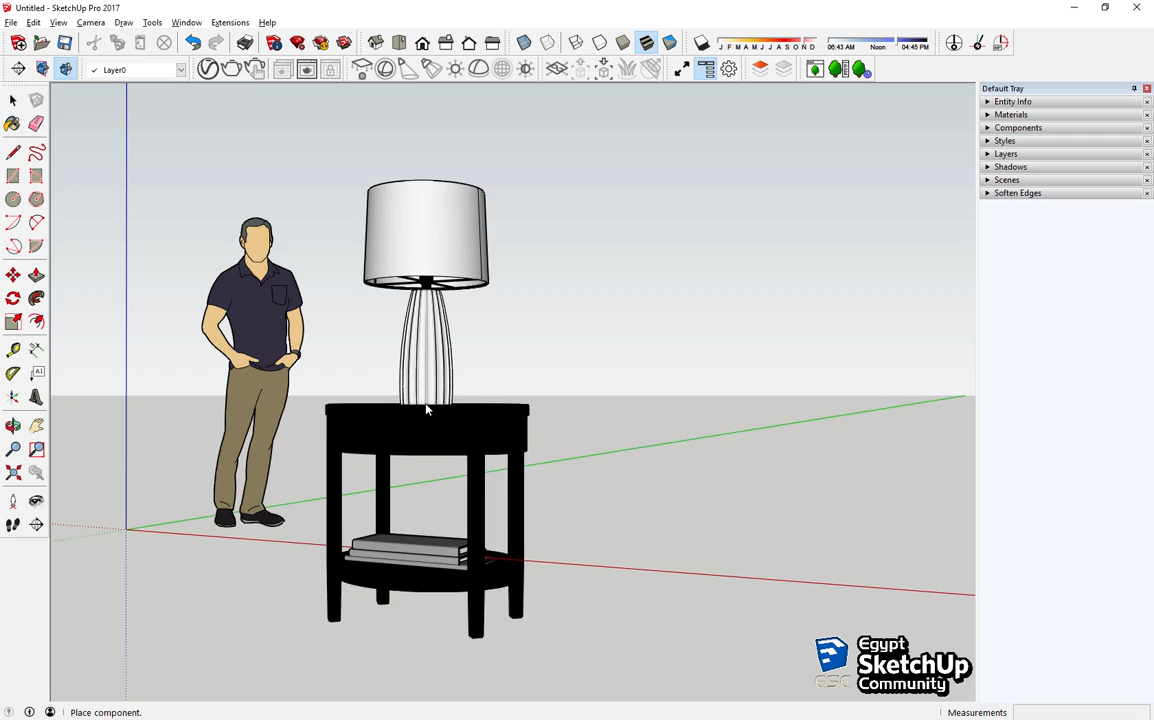 Untitled - SketchUp Pro 2017
File Edit View Camera Draw Tools Window Extensions Help
J F M A M J J A S O N D 06:43 AM Noon 04:45 PM
✓ Layer0
Default Tray
Entity Info
Materials
Components
Styles
Layers
Shadows
Scenes
Soften Edges
A1
Egypt
SketchUp
Community
ESC
Place component.
Measurements